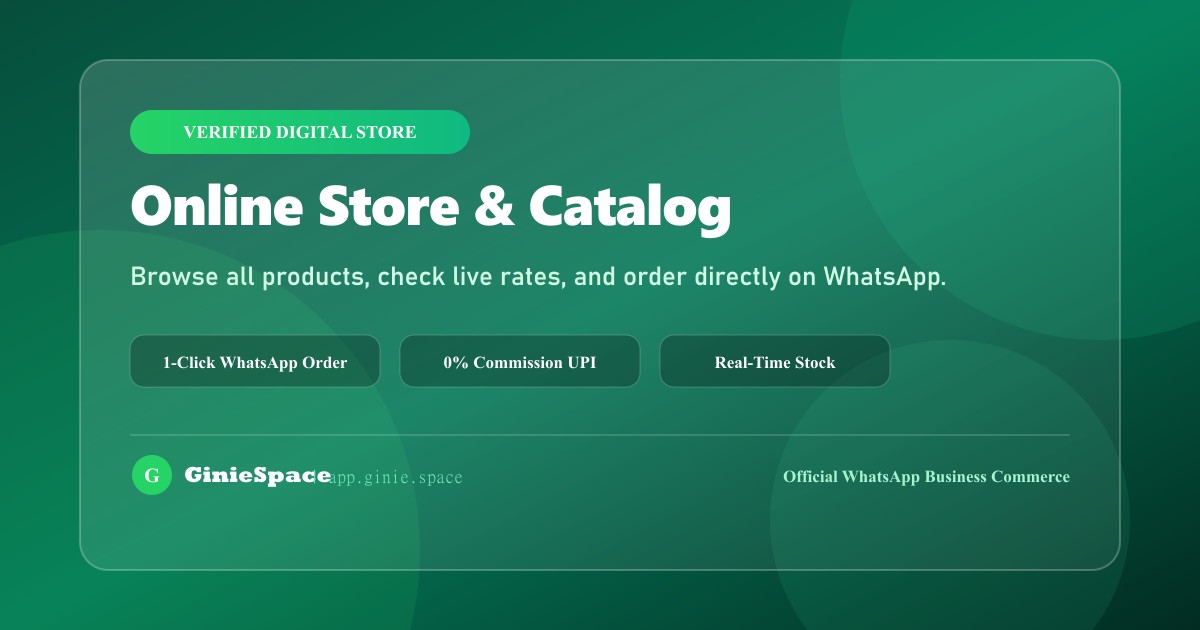 VERIFIED DIGITAL STORE
Online Store & Catalog
Browse all products, check live rates, and order directly on WhatsApp.
1-Click WhatsApp Order
0% Commission UPI
Real-Time Stock
G
GinieSpace
app.ginie.space
Official WhatsApp Business Commerce